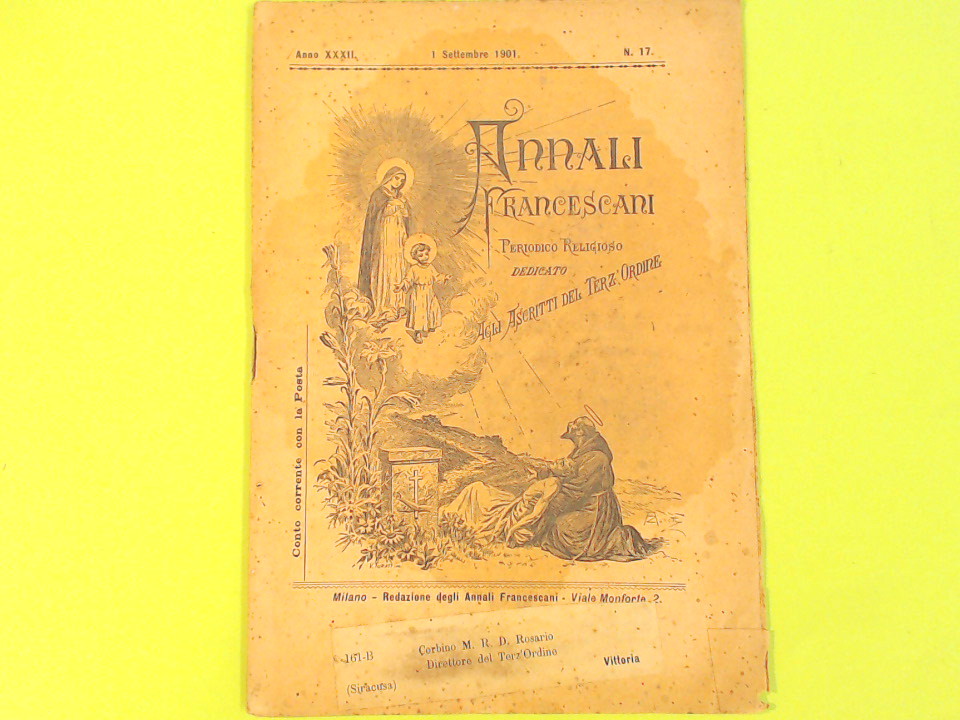 Anno XXXII.
1 Settembre 1901.
N. 17.
Annali
Francescani
Periodico Religioso
dedicato
Agli Ascritti del Terz'Ordine
Conto corrente con la Posta
Milano - Redazione degli Annali Francescani - Viale Monforte, 2.
161-B
Corbino M. R. D. Rosario
Direttore del Terz'Ordine
Vittoria
(Siracusa)